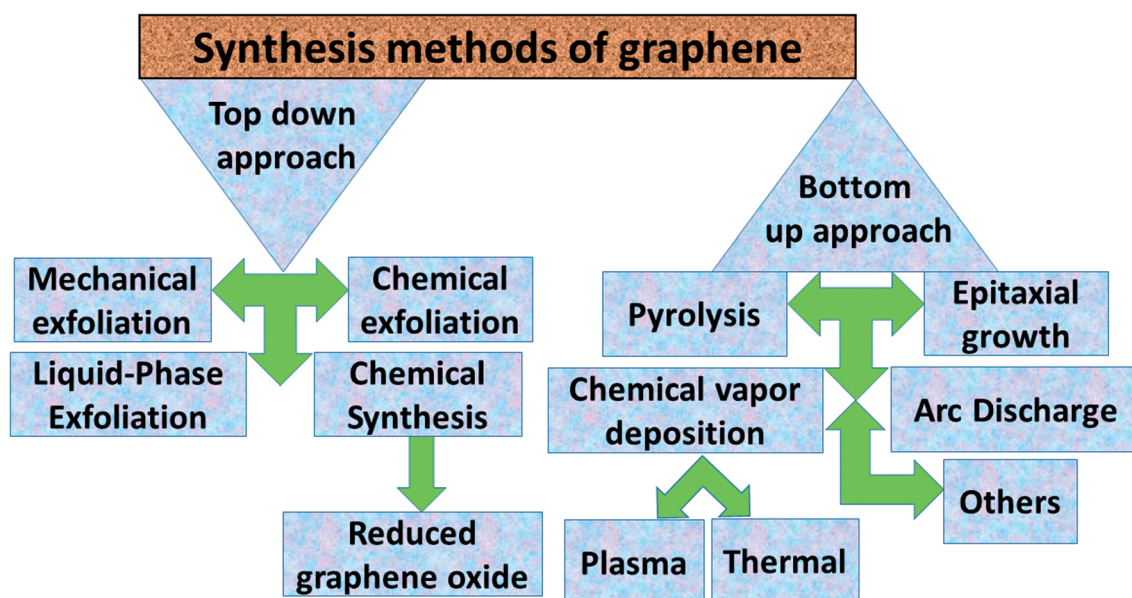 Synthesis methods of graphene
Top down
approach
Mechanical
exfoliation
Chemical
exfoliation
Liquid-Phase
Exfoliation
Chemical
Synthesis
Reduced
graphene oxide
Bottom
up approach
Pyrolysis
Epitaxial
growth
Chemical vapor
deposition
Arc Discharge
Others
Plasma
Thermal